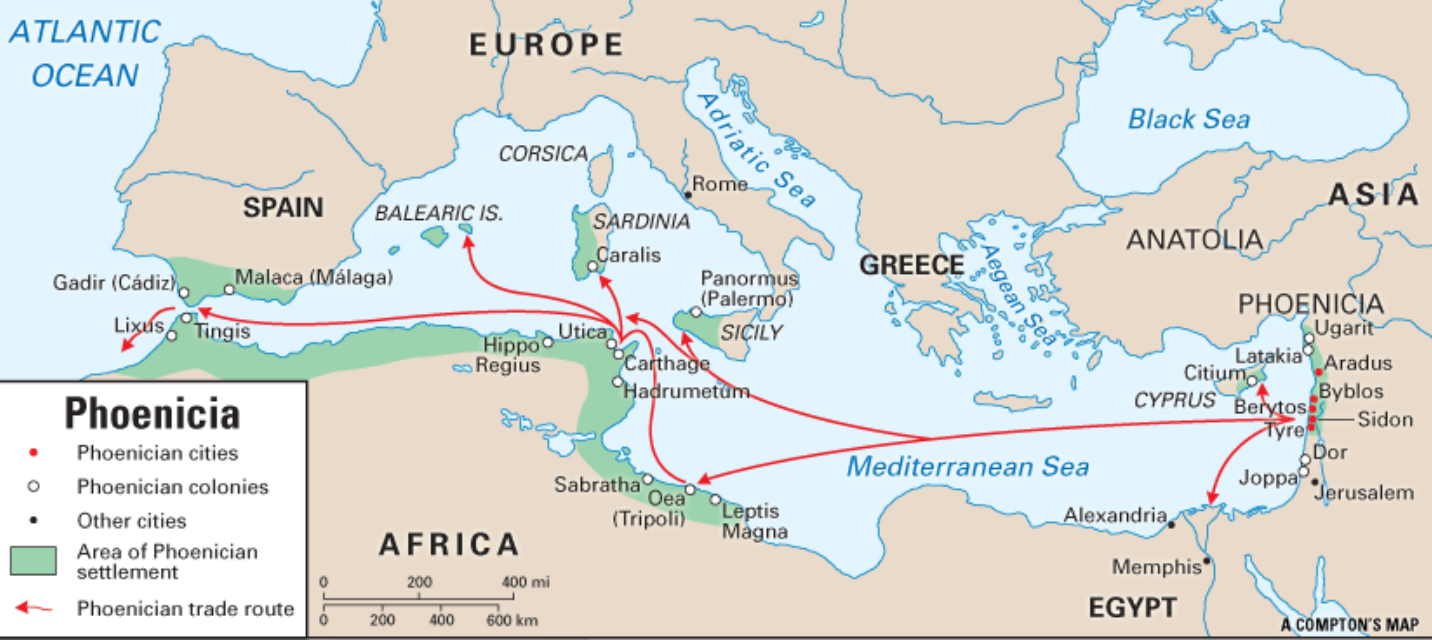 ATLANTIC
OCEAN
EUROPE
Black Sea
Adriatic Sea
CORSICA
Rome
ASIA
SPAIN
BALEARIC IS.
SARDINIA
ANATOLIA
Caralis
GREECE
Aegean Sea
Gadir (Cádiz)
Malaca (Málaga)
Panormus
(Palermo)
PHOENICIA
Lixus
Tingis
Utica
SICILY
Ugarit
Hippo
Regius
Carthage
Latakia
Aradus
Citium
Hadrumetum
Byblos
CYPRUS
Berytos
Sidon
Tyre
Mediterranean Sea
Dor
Joppa
Jerusalem
Sabratha
Oea
(Tripoli)
Leptis
Magna
Alexandria
AFRICA
Memphis
EGYPT
Phoenicia
Phoenician cities
Phoenician colonies
Other cities
Area of Phoenician
settlement
Phoenician trade route
0 200 400 mi
0 200 400 600 km
A COMPTON'S MAP